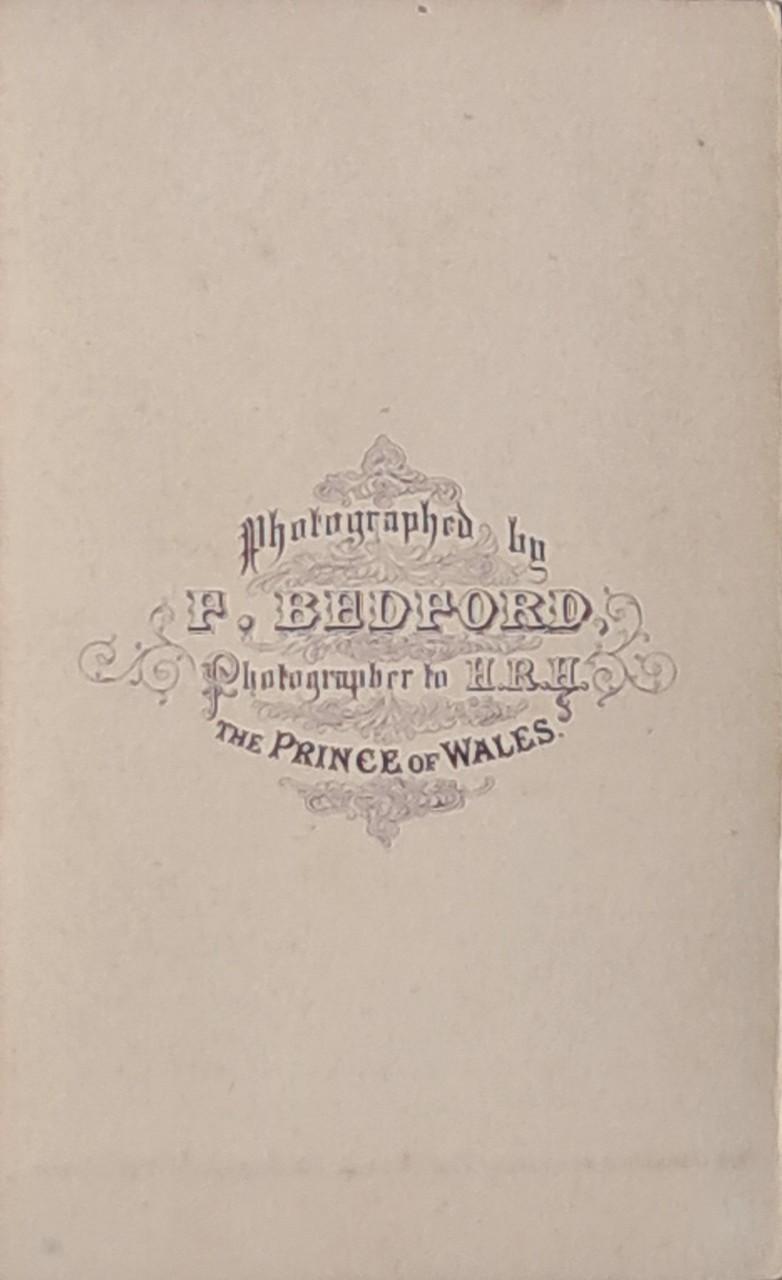 Photographed by
F. BEDFORD,
Photographer to H.R.H.
THE PRINCE OF WALES.